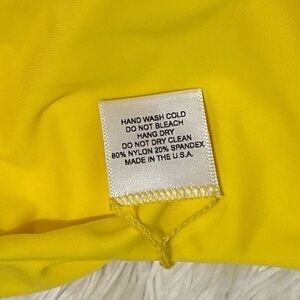 HAND WASH COLD
DO NOT BLEACH
HANG DRY
DO NOT DRY CLEAN
80% NYLON 20% SPANDEX
MADE IN THE U.S.A.